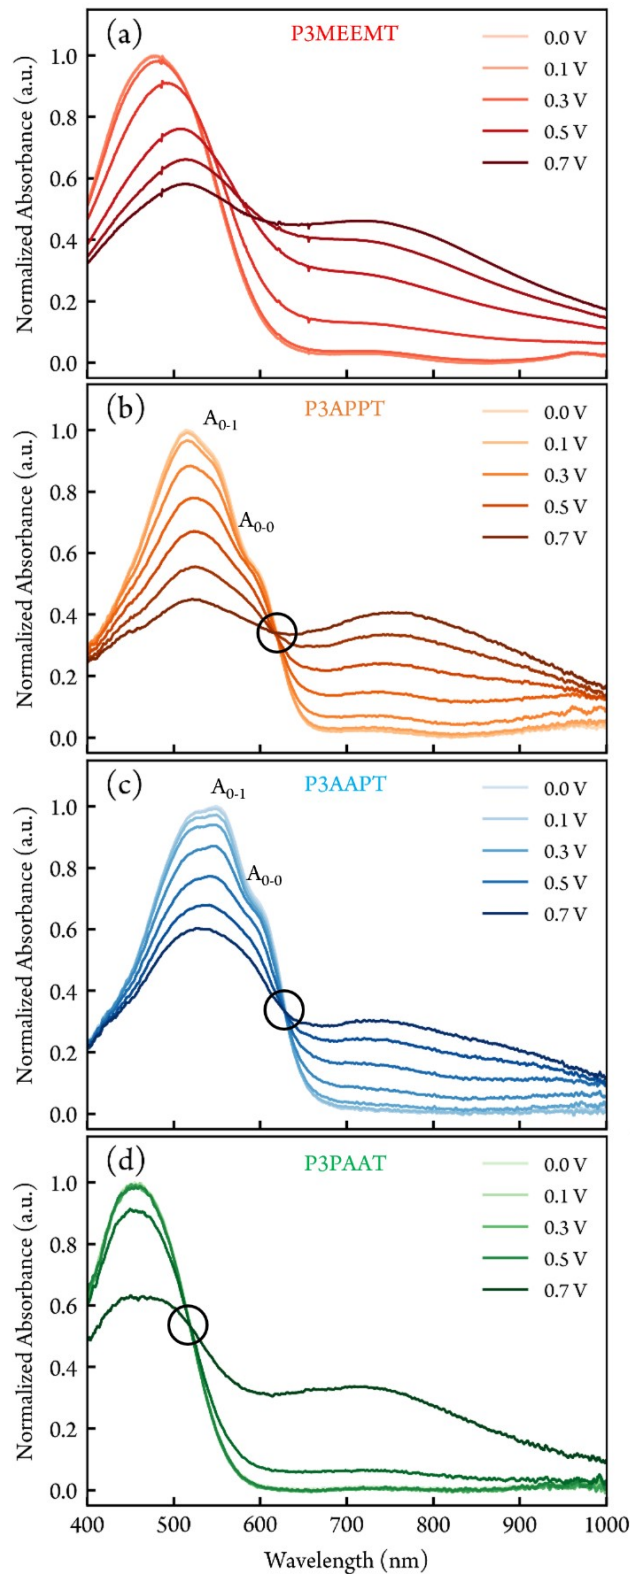 (a) P3MEEMT
0.0 V
0.1 V
0.3 V
0.5 V
0.7 V
1.0
0.8
0.6
0.4
0.2
0.0
Normalized Absorbance (a.u.)
(b) P3APPT
A0-1
A0-0
0.0 V
0.1 V
0.3 V
0.5 V
0.7 V
1.0
0.8
0.6
0.4
0.2
0.0
Normalized Absorbance (a.u.)
(c) P3AAPT
A0-1
A0-0
0.0 V
0.1 V
0.3 V
0.5 V
0.7 V
1.0
0.8
0.6
0.4
0.2
0.0
Normalized Absorbance (a.u.)
(d) P3PAAT
0.0 V
0.1 V
0.3 V
0.5 V
0.7 V
1.0
0.8
0.6
0.4
0.2
0.0
Normalized Absorbance (a.u.)
400 500 600 700 800 900 1000
Wavelength (nm)